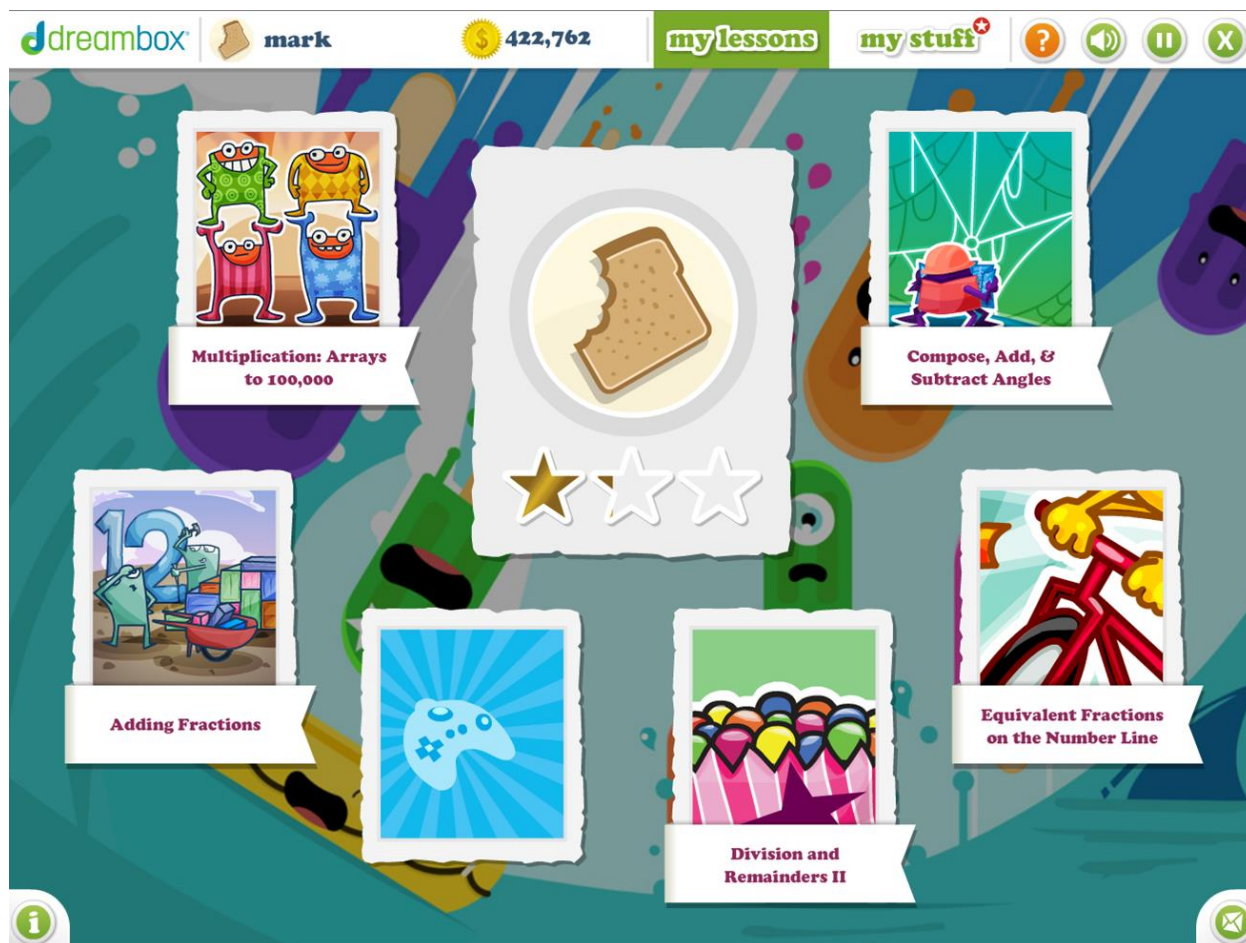 dreambox mark 422,762 my lessons my stuff ? X
Multiplication: Arrays
to 100,000
Compose, Add, &
Subtract Angles
12
Adding Fractions
Equivalent Fractions
on the Number Line
Division and
Remainders II
i